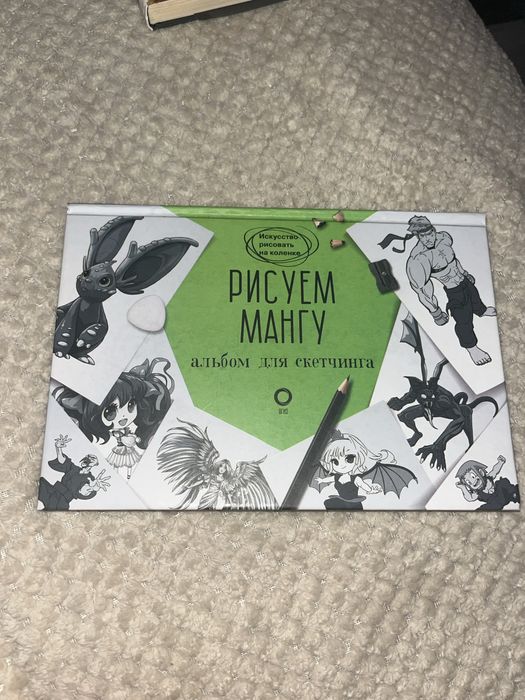 Искусство
рисовать
на коленке
РИСУЕМ
МАНГУ
альбом для скетчинга